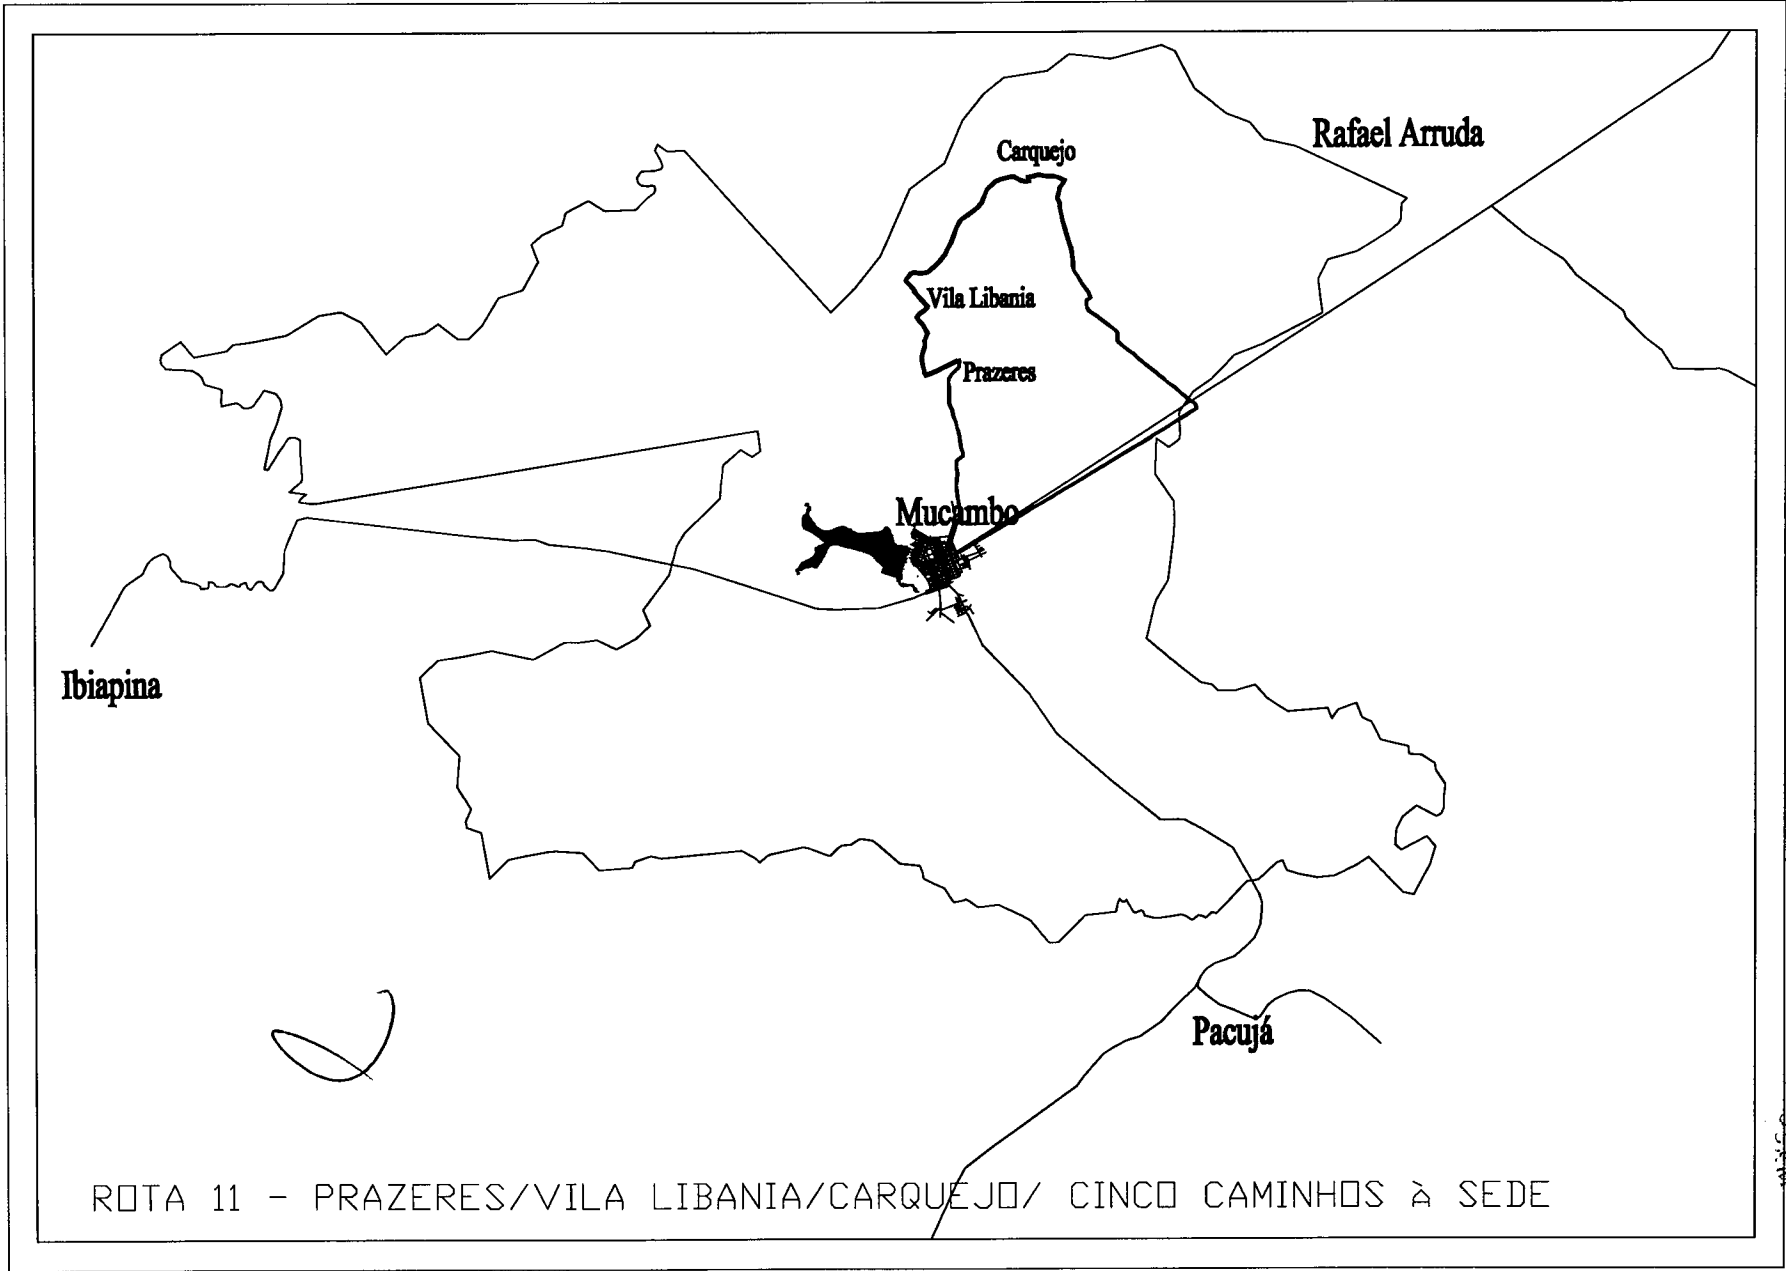 Rafael Arruda
Carquejo
Vila Libania
Prazeres
Mucambo
Ibiapina
Pacujá
ROTA 11 - PRAZERES/VILA LIBANIA/CARQUEJO/ CINCO CAMINHOS à SEDE